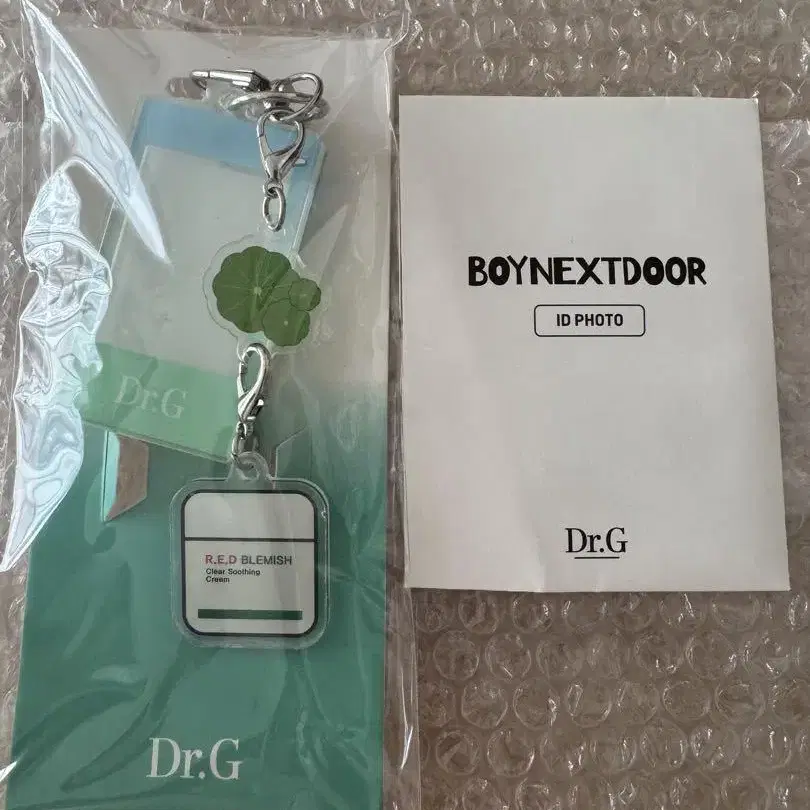 Dr.G
R.E.D BLEMISH
Clear Soothing
Cream
Dr.G
BOYNEXTDOOR
ID PHOTO
Dr.G